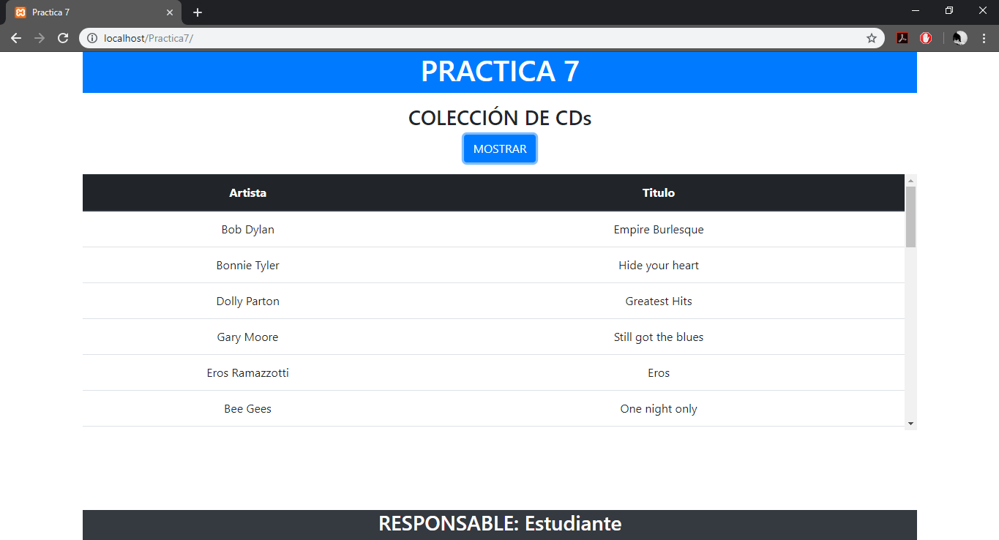 Practica 7
localhost/Practica7/
PRACTICA 7
COLECCIÓN DE CDs
MOSTRAR
Artista Titulo
Bob Dylan Empire Burlesque
Bonnie Tyler Hide your heart
Dolly Parton Greatest Hits
Gary Moore Still got the blues
Eros Ramazzotti Eros
Bee Gees One night only
RESPONSABLE: Estudiante